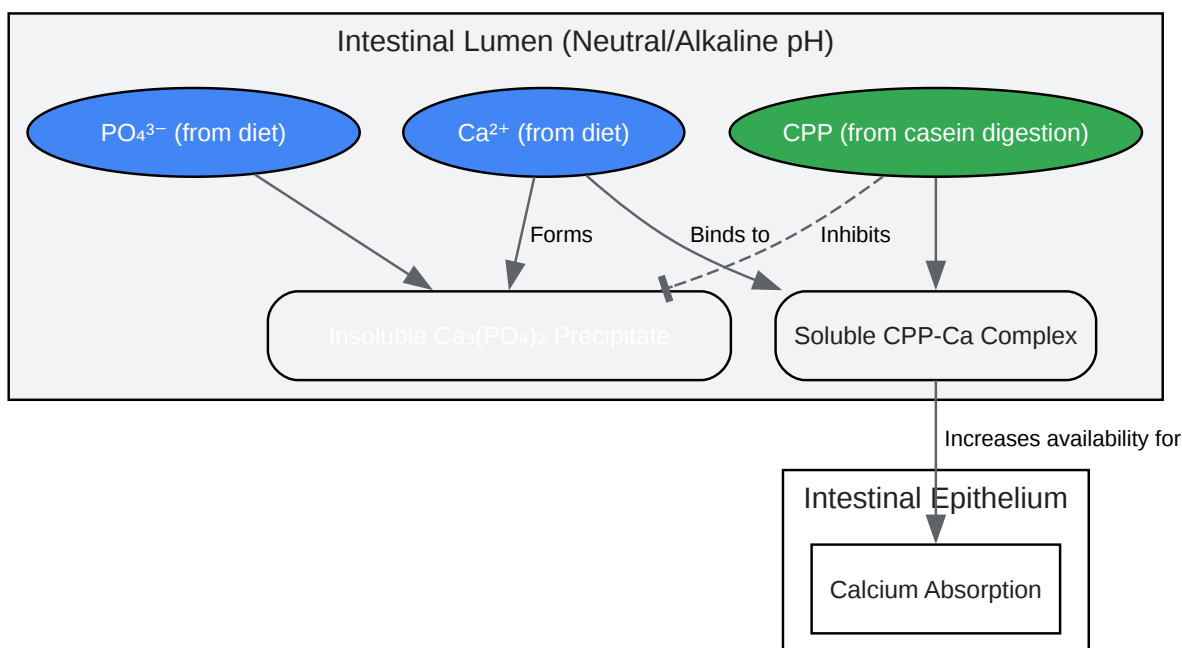 Intestinal Lumen (Neutral/Alkaline pH)
PO₄³⁻ (from diet)
Ca²⁺ (from diet)
CPP (from casein digestion)
Forms
Binds to
Inhibits
Insoluble Ca₃(PO₄)₂ Precipitate
Soluble CPP-Ca Complex
Increases availability for
Intestinal Epithelium
Calcium Absorption